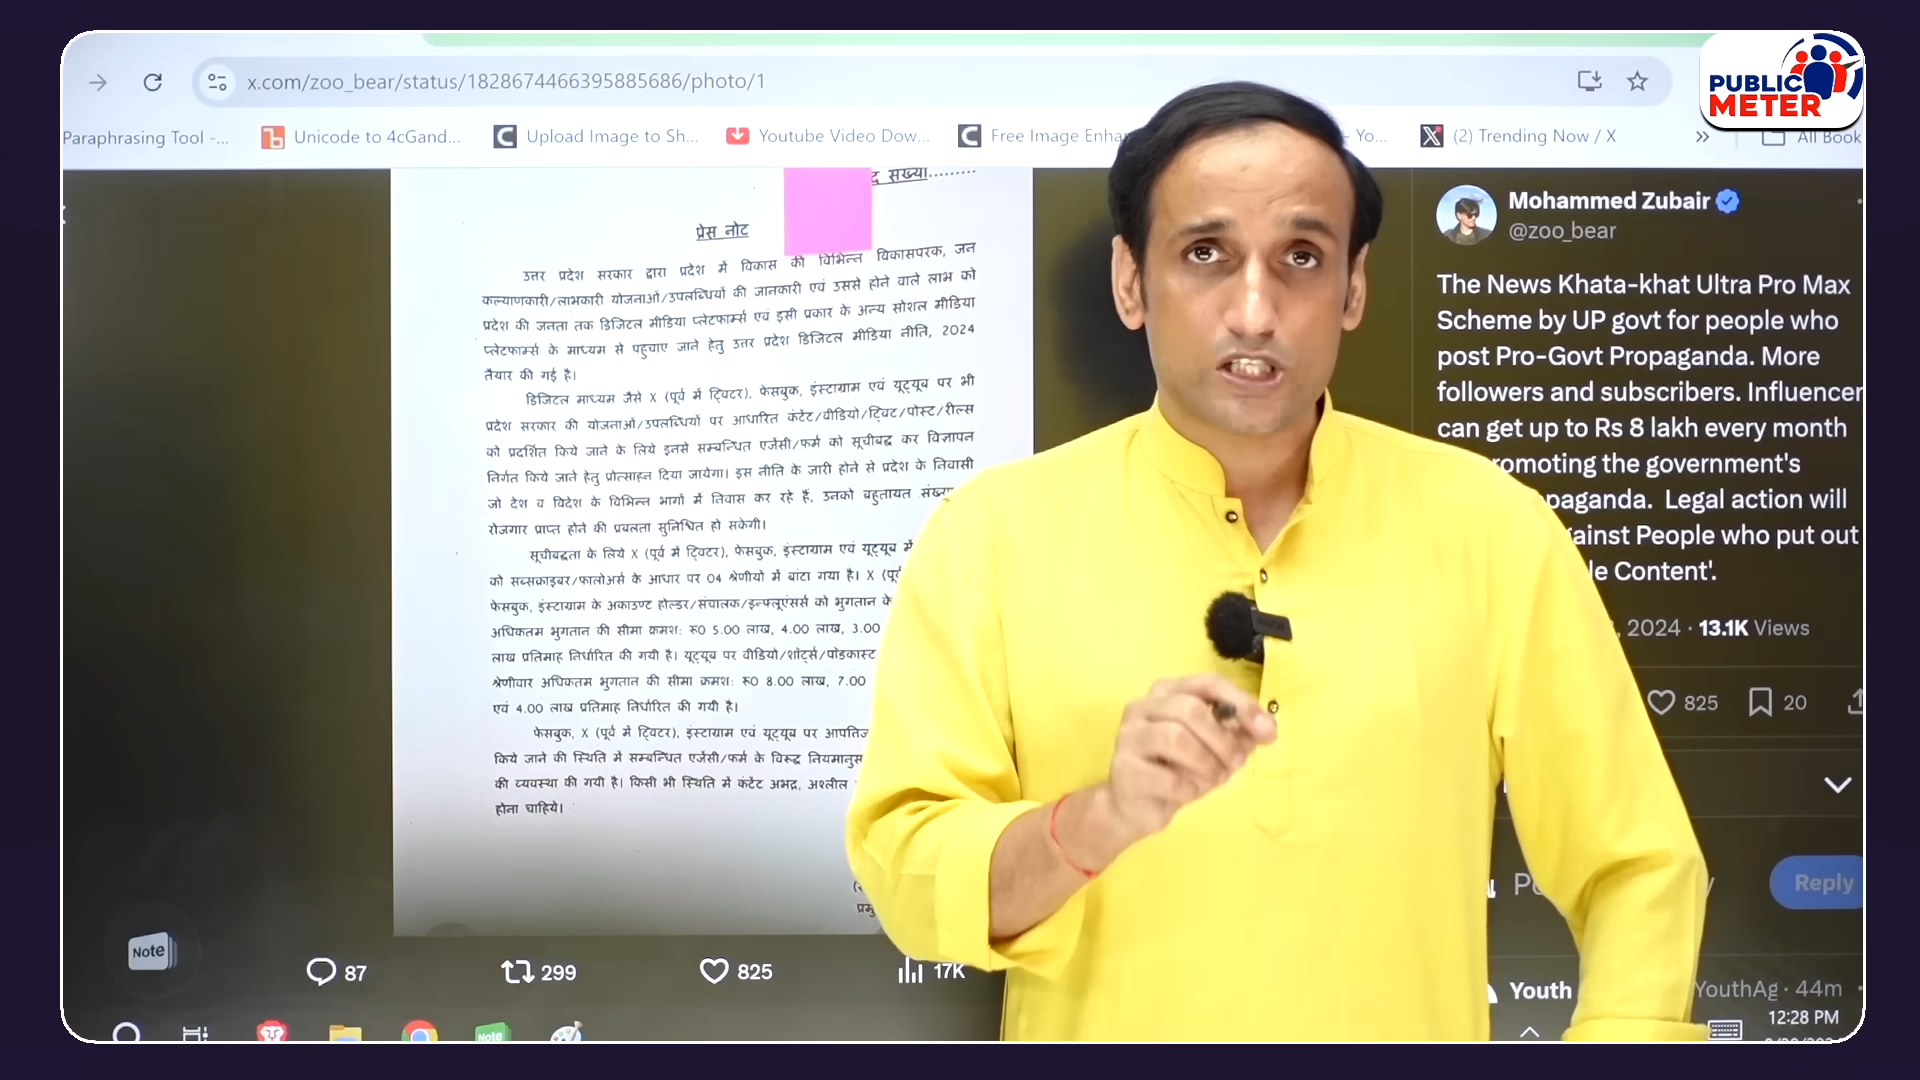 x.com/zoo_bear/status/1828674466395885686/photo/1
PUBLIC
METER
Paraphrasing Tool -...
Unicode to 4cGand...
Upload Image to Sh...
Youtube Video Dow...
Free Image Enha
Yo...
(2) Trending Now / X
All Book
संख्या.........
प्रेस नोट
उत्तर प्रदेश सरकार द्वारा प्रदेश में विकास की विभिन्न विकासपरक, जन
कल्याणकारी/लाभकारी योजनाओं/उपलब्धियों की जानकारी एवं उससे होने वाले लाभ को
प्रदेश की जनता तक डिजिटल मीडिया प्लेटफार्म्स एवं इसी प्रकार के अन्य सोशल मीडिया
प्लेटफार्म्स के माध्यम से पहुचाए जाने हेतु उत्तर प्रदेश डिजिटल मीडिया नीति, 2024
तैयार की गई है।
डिजिटल माध्यम जैसे X (पूर्व में ट्विटर), फेसबुक, इंस्टाग्राम एवं यूट्यूब पर भी
प्रदेश सरकार की योजनाओं/उपलब्धियों पर आधारित कंटेंट/वीडियो/ट्विट/पोस्ट/रील्स
को प्रदर्शित किये जाने के लिये इनसे सम्बन्धित एजेंसी/फर्म को सूचीबद्ध कर विज्ञापन
निर्गत किये जाने हेतु प्रोत्साहन दिया जायेगा। इस नीति के जारी होने से प्रदेश के निवासी
जो देश व विदेश के विभिन्न भागों में निवास कर रहे हैं, उनको बहुतायत
रोजगार प्राप्त होने की प्रबलता सुनिश्चित हो सकेगी।
सूचीबद्धता के लिये X (पूर्व में ट्विटर), फेसबुक, इंस्टाग्राम एवं यूट्यूब में
को सब्सक्राइबर/फालोअर्स के आधार पर 04 श्रेणीयों में बांटा गया है। X (पूर्व
फेसबुक, इंस्टाग्राम के अकाउण्ट होल्डर/संचालक/इन्फ्लूएंसर्स को भुगतान के
अधिकतम भुगतान की सीमा क्रमश: रू0 5.00 लाख, 4.00 लाख, 3.00
लाख प्रतिमाह निर्धारित की गयी है। यूट्यूब पर वीडियो/शोर्ट्स/पोडकास्ट
श्रेणीवार अधिकतम भुगतान की सीमा क्रमश: रू0 8.00 लाख, 7.00
एवं 4.00 लाख प्रतिमाह निर्धारित की गयी है।
फेसबुक, X (पूर्व में ट्विटर), इंस्टाग्राम एवं यूट्यूब पर
किये जाने की स्थिति में सम्बन्धित एजेंसी/फर्म के विरूद्ध
की व्यवस्था की गयी है। किसी भी स्थिति में कंटेंट अभद्र, अश्लील
होना चाहिये।
Mohammed Zubair
@zoo_bear
The News Khata-khat Ultra Pro Max
Scheme by UP govt for people who
post Pro-Govt Propaganda. More
followers and subscribers. Influencer
can get up to Rs 8 lakh every month
romoting the government's
paganda. Legal action will
ainst People who put out
le Content'.
, 2024 · 13.1K Views
825
20
Reply
Youth
YouthAg · 44m
Note
87
299
825
17K
Note
12:28 PM